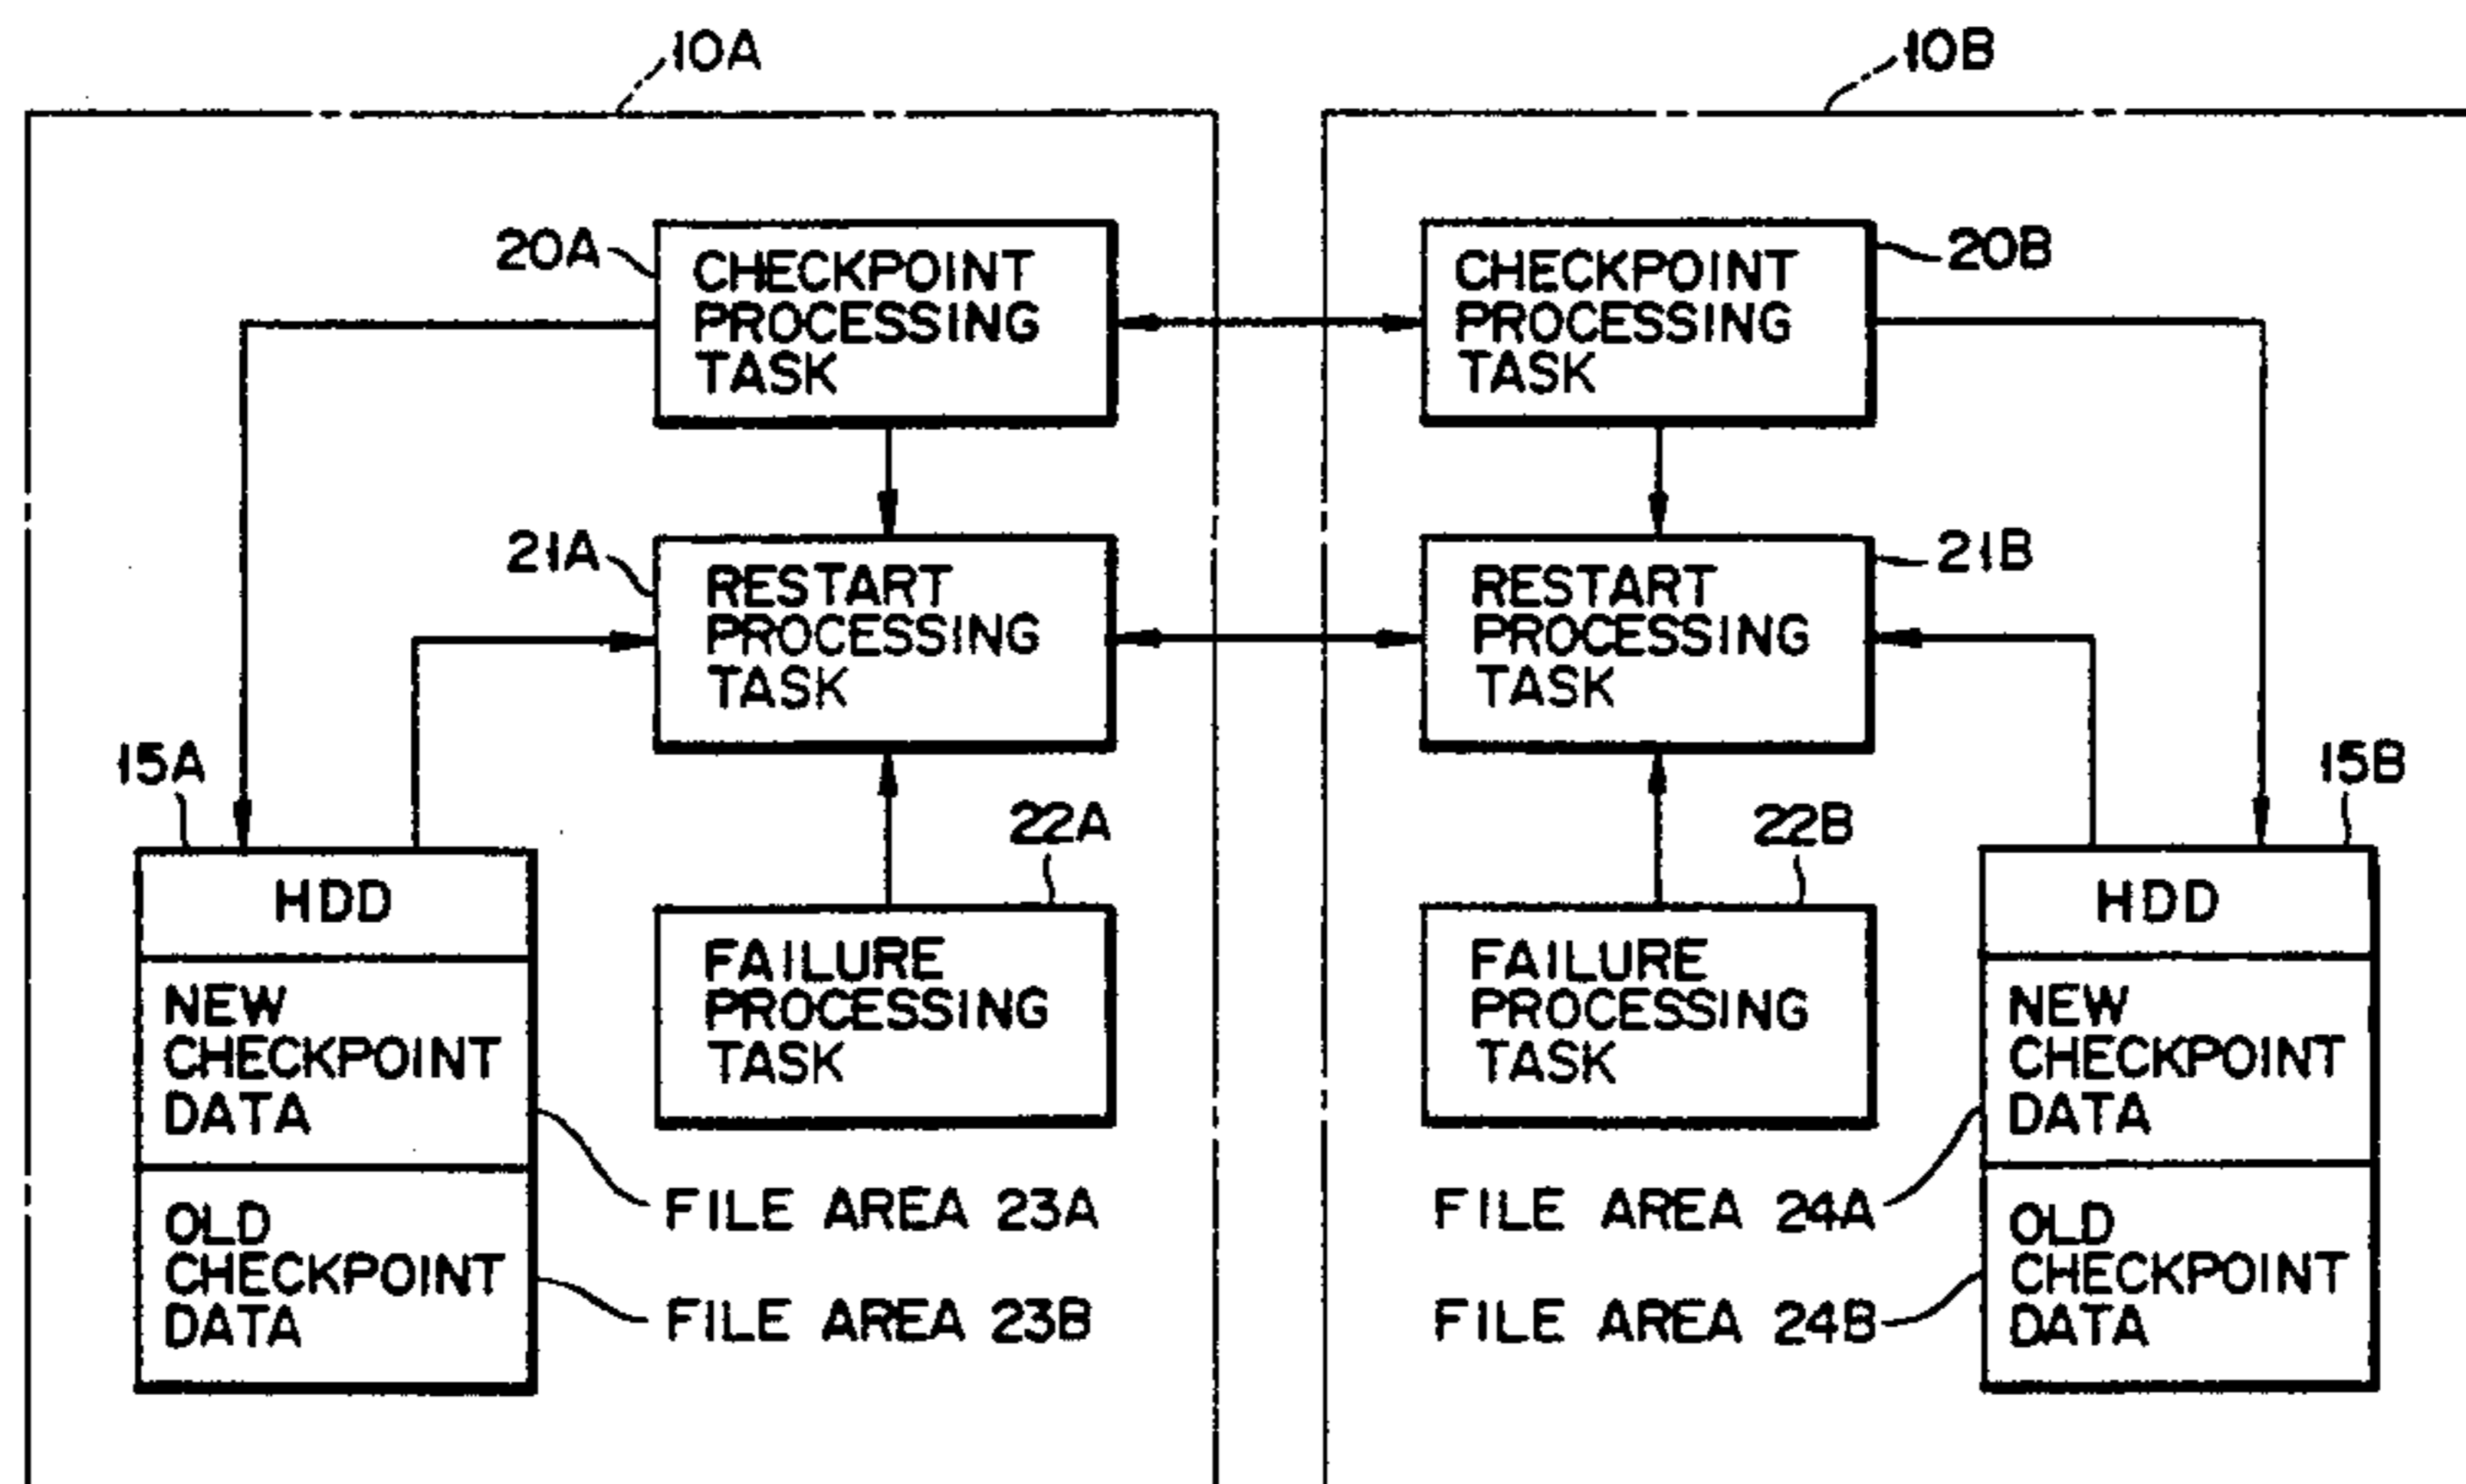 10A
10B
20A
CHECKPOINT
PROCESSING
TASK
CHECKPOINT
PROCESSING
TASK
20B
21A
RESTART
PROCESSING
TASK
RESTART
PROCESSING
TASK
21B
15A
15B
22A
22B
HDD
NEW
CHECKPOINT
DATA
OLD
CHECKPOINT
DATA
FAILURE
PROCESSING
TASK
FAILURE
PROCESSING
TASK
HDD
NEW
CHECKPOINT
DATA
OLD
CHECKPOINT
DATA
FILE AREA 23A
FILE AREA 23B
FILE AREA 24A
FILE AREA 24B